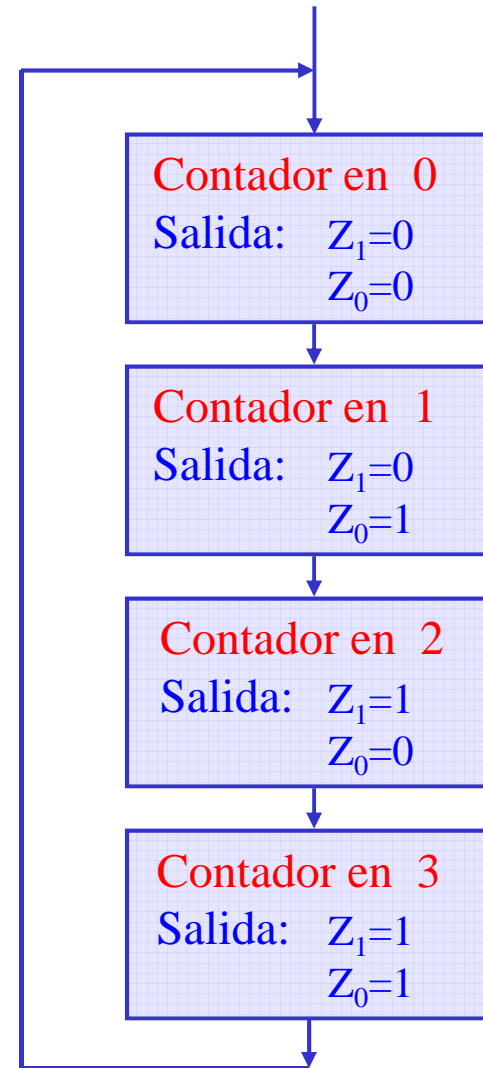 Contador en 0
Salida: Z₁=0
Z₀=0
Contador en 1
Salida: Z₁=0
Z₀=1
Contador en 2
Salida: Z₁=1
Z₀=0
Contador en 3
Salida: Z₁=1
Z₀=1